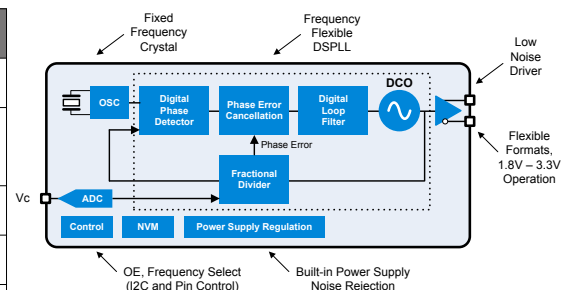 Fixed
Frequency
Crystal
Frequency
Flexible
DSPLL
Low
Noise
Driver
OSC
Digital
Phase
Detector
Phase Error
Cancellation
Digital
Loop
Filter
DCO
Phase Error
Flexible
Formats,
1.8V – 3.3V
Operation
Fractional
Divider
Vc
ADC
Control
NVM
Power Supply Regulation
OE, Frequency Select
(I2C and Pin Control)
Built-in Power Supply
Noise Rejection